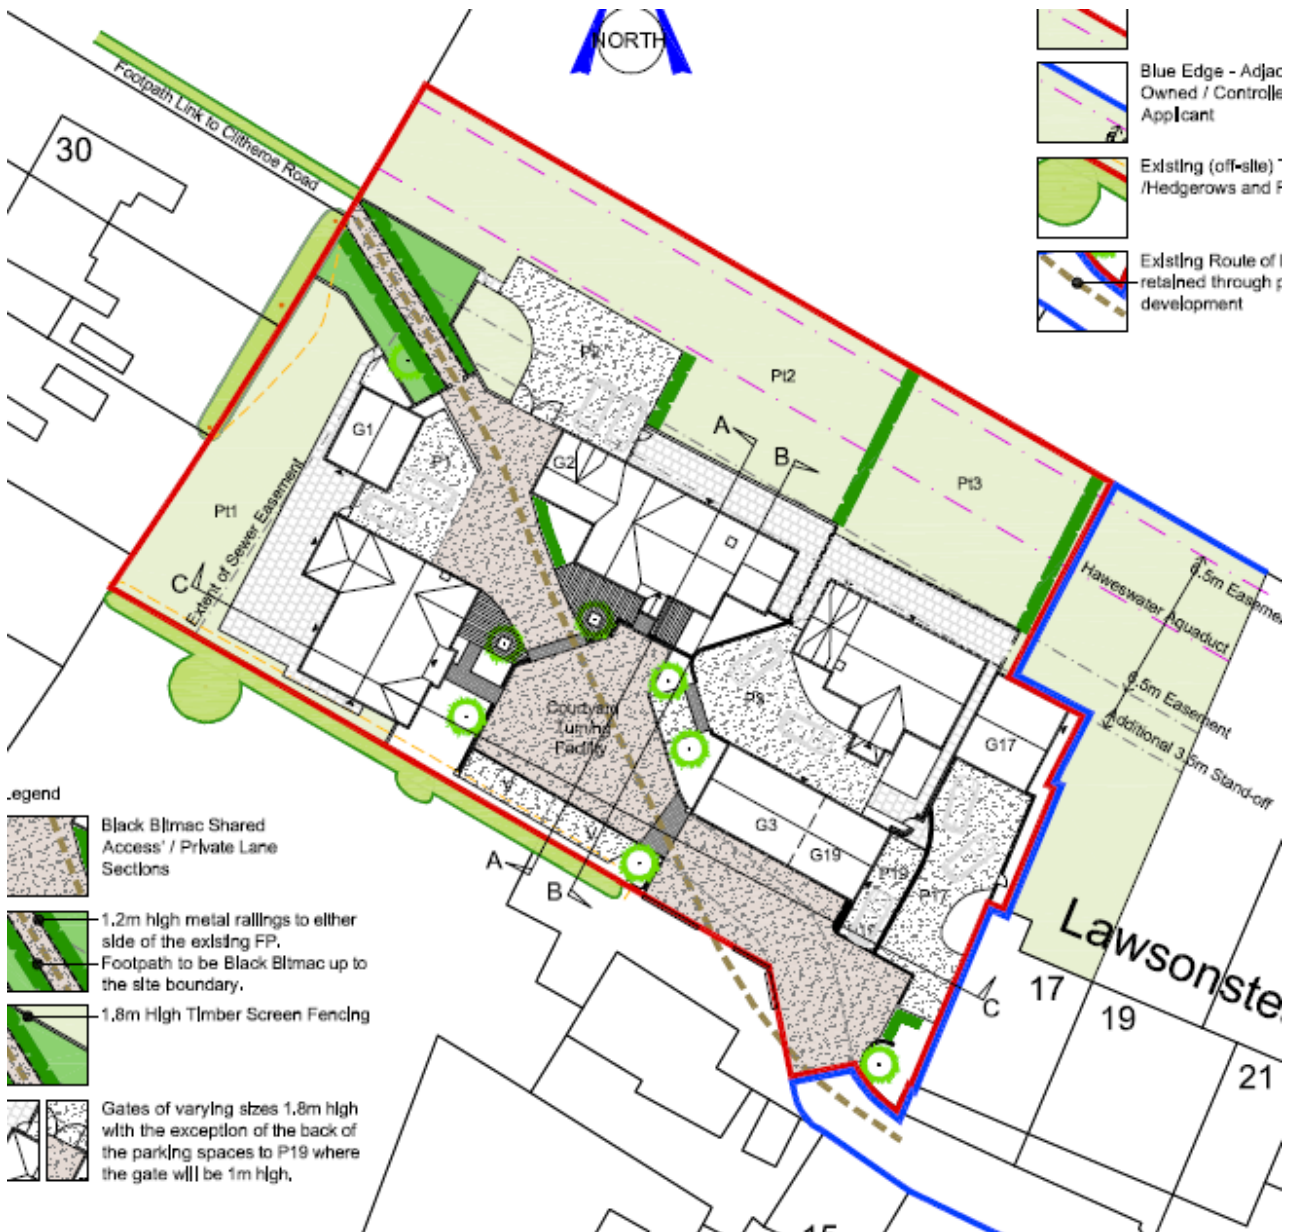 NORTH
Blue Edge - Adjac
Owned / Controlle
Applicant
Existing (off-site)
/Hedgerows and
Existing Route of
retained through
development
Footpath Link to Clitheroe Road
30
P2
Pt2
A
B
G1
G2
P1
Pt3
Pt1
C
Extent of Sewer Easement
6.5m Easeme
Haweswater Aquaduct
6.5m Easement
Additional 3.5m Stand-off
P3
Courtyard
Turning
Facility
G17
V
V
G3
G19
P19
P17
A
B
C
Lawsonste
17
19
21
15
Legend
Black Bitmac Shared
Access' / Private Lane
Sections
1.2m high metal railings to either
side of the existing FP.
Footpath to be Black Bitmac up to
the site boundary.
1.8m High Timber Screen Fencing
Gates of varying sizes 1.8m high
with the exception of the back of
the parking spaces to P19 where
the gate will be 1m high.